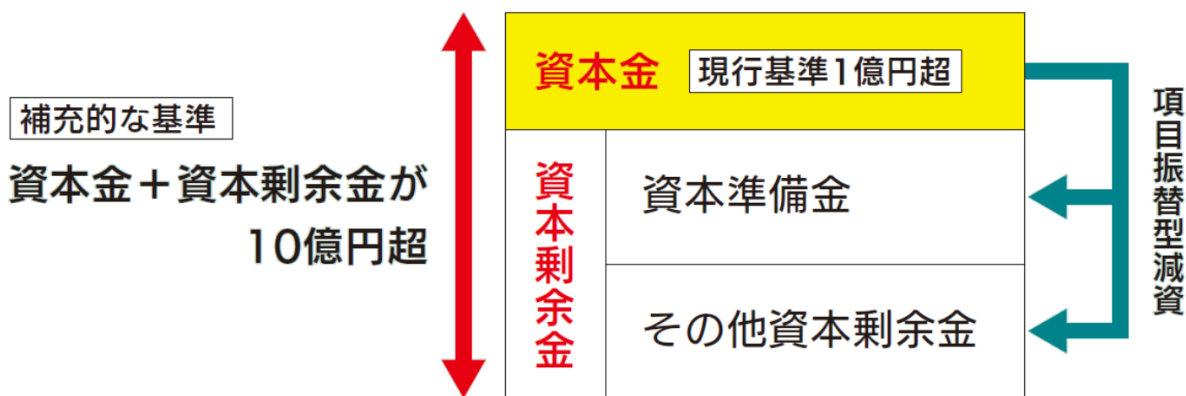 補充的な基準
資本金＋資本剰余金が
10億円超
資本金
現行基準1億円超
資本剰余金
資本準備金
その他資本剰余金
項目振替型減資